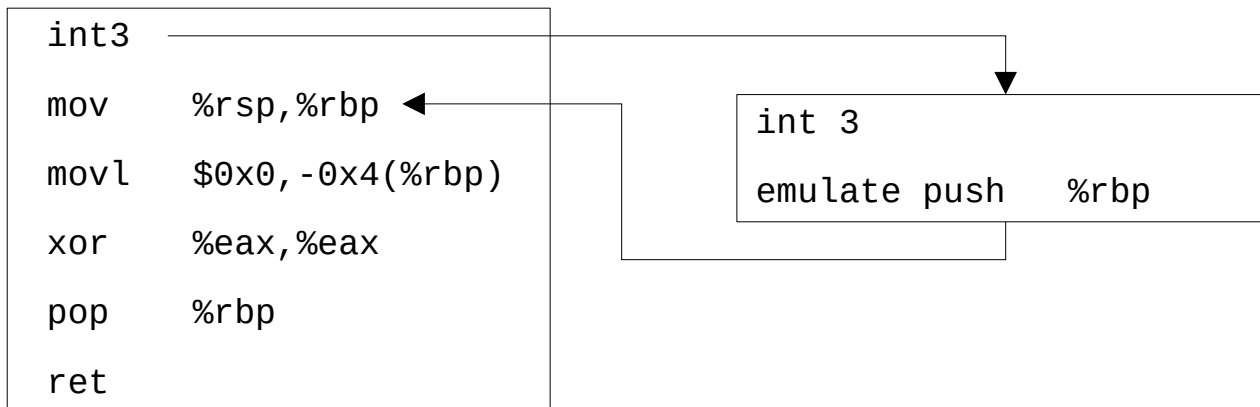 int3
mov %rsp,%rbp
movl $0x0,-0x4(%rbp)
xor %eax,%eax
pop %rbp
ret
int 3
emulate push %rbp